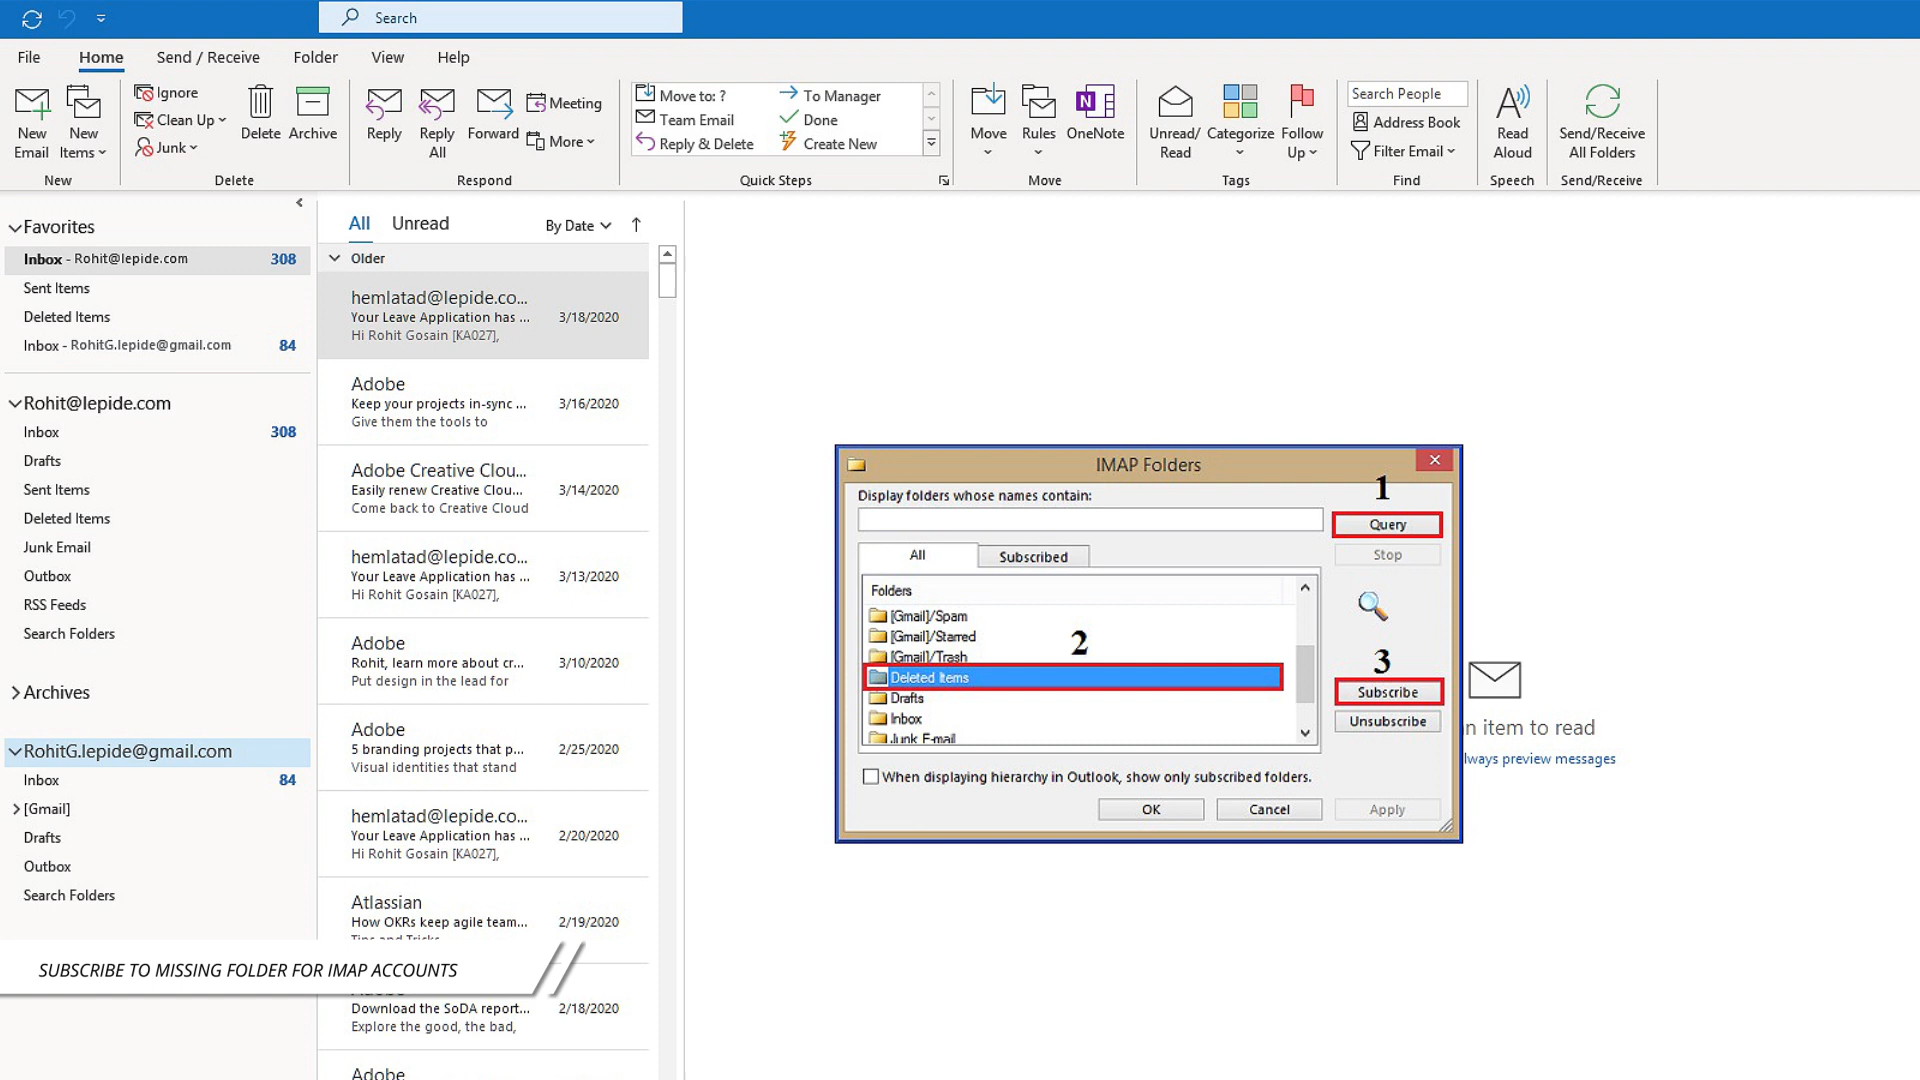 Search
File Home Send / Receive Folder View Help
New Email
New Items
New
Ignore
Clean Up
Junk
Delete
Archive
Delete
Reply
Reply All
Forward
Meeting
More
Respond
Move to: ?
Team Email
Reply & Delete
To Manager
Done
Create New
Quick Steps
Move
Rules
OneNote
Move
Unread/ Read
Categorize
Follow Up
Tags
Search People
Address Book
Filter Email
Find
Read Aloud
Speech
Send/Receive All Folders
Send/Receive
Favorites
Inbox - Rohit@lepide.com 308
Sent Items
Deleted Items
Inbox - RohitG.lepide@gmail.com 84
Rohit@lepide.com
Inbox 308
Drafts
Sent Items
Deleted Items
Junk Email
Outbox
RSS Feeds
Search Folders
Archives
RohitG.lepide@gmail.com
Inbox 84
[Gmail]
Drafts
Outbox
Search Folders
SUBSCRIBE TO MISSING FOLDER FOR IMAP ACCOUNTS
All Unread By Date
Older
hemlatad@lepide.co...
Your Leave Application has ... 3/18/2020
Hi Rohit Gosain [KA027],
Adobe
Keep your projects in-sync ... 3/16/2020
Give them the tools to
Adobe Creative Clou...
Easily renew Creative Clou... 3/14/2020
Come back to Creative Cloud
hemlatad@lepide.co...
Your Leave Application has ... 3/13/2020
Hi Rohit Gosain [KA027],
Adobe
Rohit, learn more about cr... 3/10/2020
Put design in the lead for
Adobe
5 branding projects that p... 2/25/2020
Visual identities that stand
hemlatad@lepide.co...
Your Leave Application has ... 2/20/2020
Hi Rohit Gosain [KA027],
Atlassian
How OKRs keep agile team... 2/19/2020
Tips and Tricks
Adobe
Download the SoDA report... 2/18/2020
Explore the good, the bad,
Adobe
IMAP Folders
Display folders whose names contain:
1
Query
Stop
All Subscribed
Folders
[Gmail]/Spam
[Gmail]/Starred
[Gmail]/Trash
2
Deleted Items
Drafts
Inbox
Junk E-mail
3
Subscribe
Unsubscribe
When displaying hierarchy in Outlook, show only subscribed folders.
OK Cancel Apply
n item to read
lways preview messages